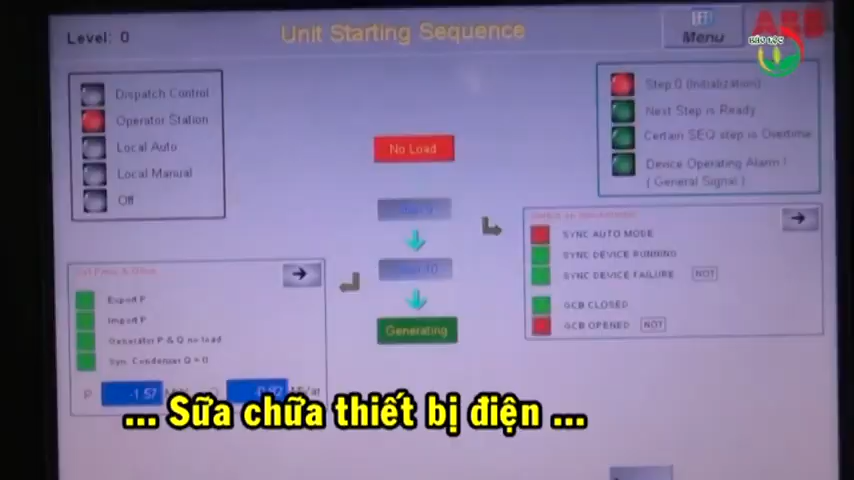 Level: 0
Unit Starting Sequence
Menu
ABB
BẢO LỘC
Dispatch Control
Operator Station
Local Auto
Local Manual
Off
Step 0 (Initialization)
Next Step is Ready
Certain SEQ step is Overtime
Device Operating Alarm !
( General Signal )
No Load
Generating
SYNC AUTO MODE
SYNC DEVICE RUNNING
SYNC DEVICE FAILURE NOT
GCB CLOSED
GCB OPENED NOT
Export P
Import P
Generator P & Q no load
Syn. Condenser Q = 0
P -1.57
... Sữa chữa thiết bị điện ...